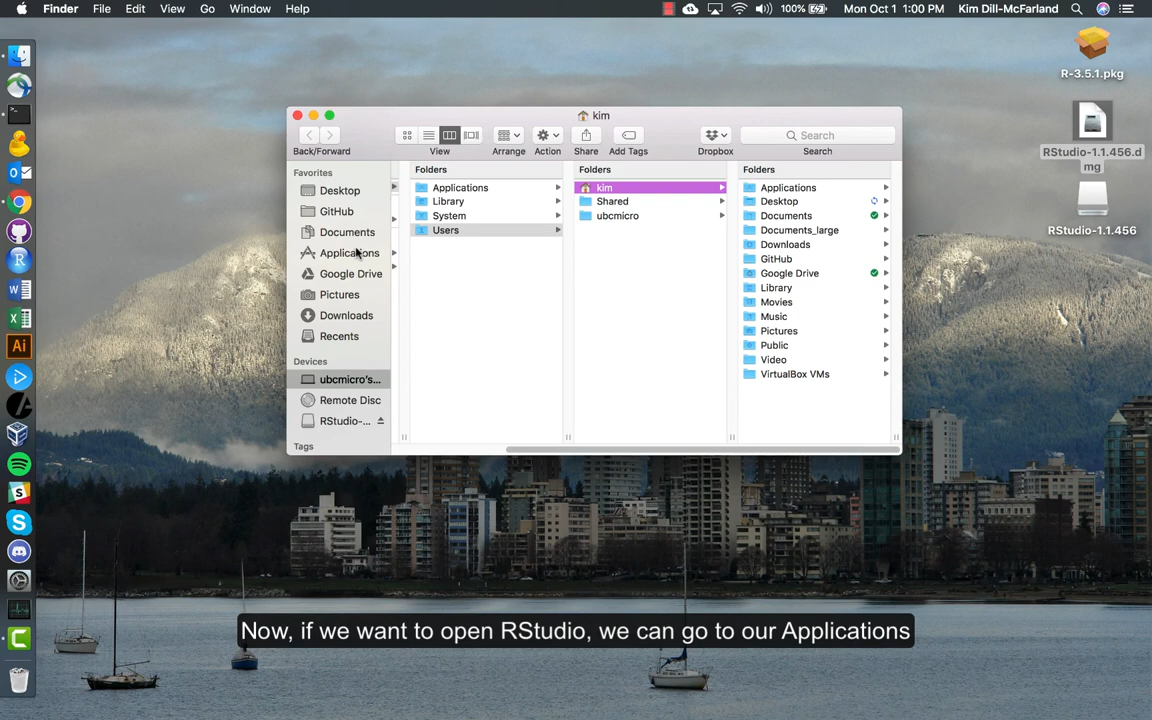 Finder File Edit View Go Window Help 100% Mon Oct 1 1:00 PM Kim Dill-McFarland
R-3.5.1.pkg
RStudio-1.1.456.d
mg
RStudio-1.1.456
kim
Search
Back/Forward View Arrange Action Share Add Tags Dropbox Search
Favorites
Desktop
GitHub
Documents
Applications
Google Drive
Pictures
Downloads
Recents
Devices
ubcmicro's...
Remote Disc
RStudio-...
Tags
Folders
Applications
Library
System
Users
Folders
kim
Shared
ubcmicro
Folders
Applications
Desktop
Documents
Documents_large
Downloads
GitHub
Google Drive
Library
Movies
Music
Pictures
Public
Video
VirtualBox VMs
Ai
Now, if we want to open RStudio, we can go to our Applications